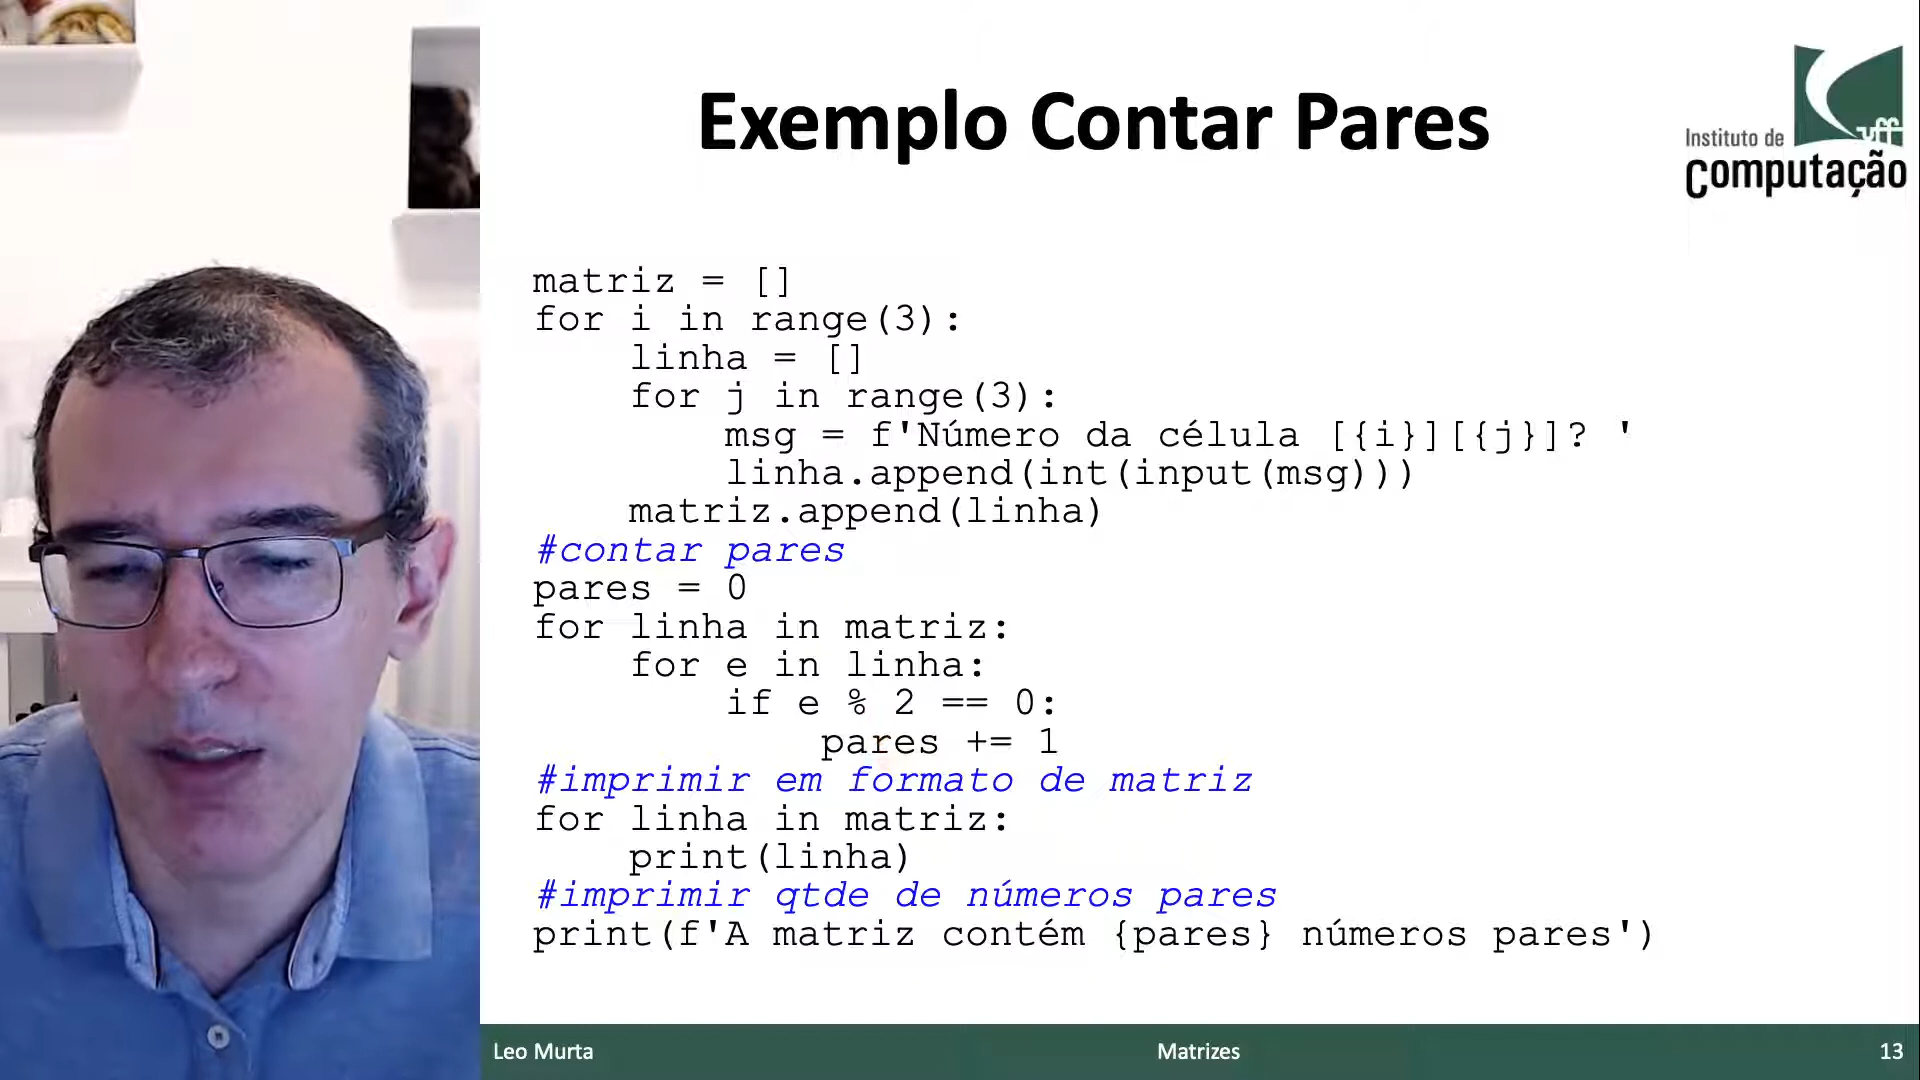 Exemplo Contar Pares
Instituto de
uff
Computação
matriz = []
for i in range(3):
    linha = []
    for j in range(3):
        msg = f'Número da célula [{i}][{j}]? '
        linha.append(int(input(msg)))
    matriz.append(linha)
#contar pares
pares = 0
for linha in matriz:
    for e in linha:
        if e % 2 == 0:
            pares += 1
#imprimir em formato de matriz
for linha in matriz:
    print(linha)
#imprimir qtde de números pares
print(f'A matriz contém {pares} números pares')
Leo Murta
Matrizes
13